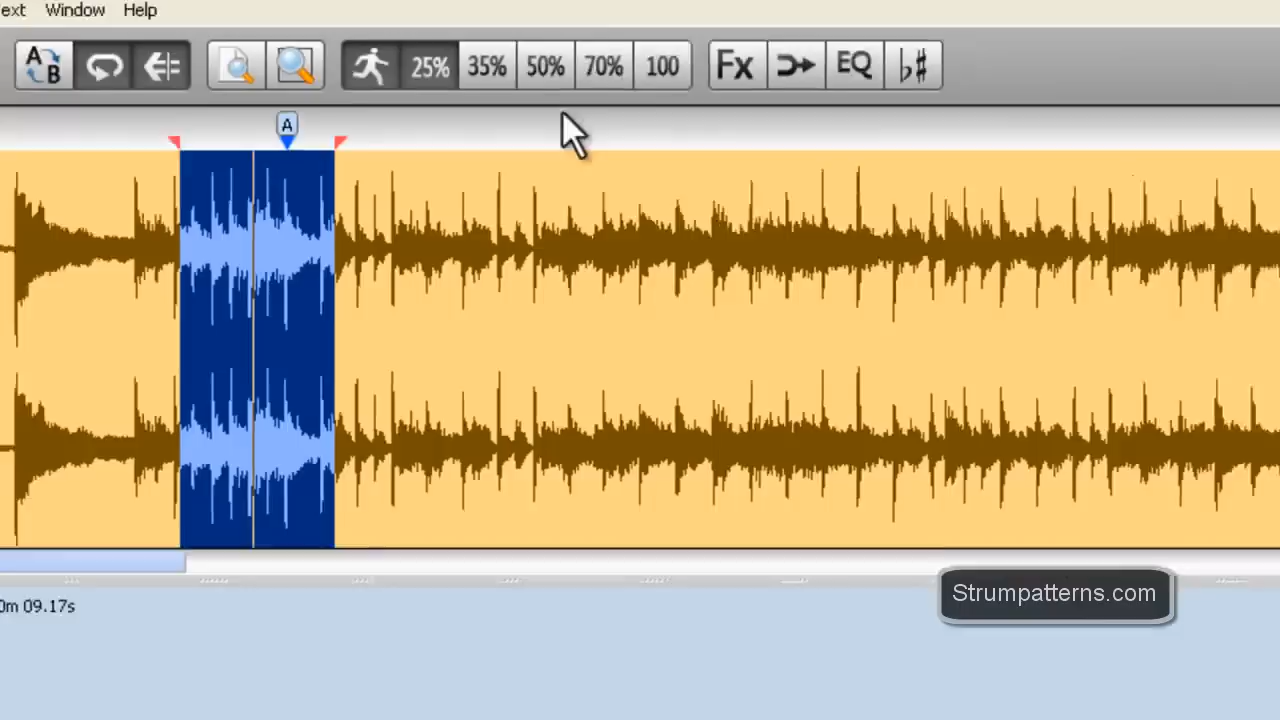 ext Window Help
A B 25% 35% 50% 70% 100 Fx EQ ♭♯
A
0m 09.17s
Strumpatterns.com